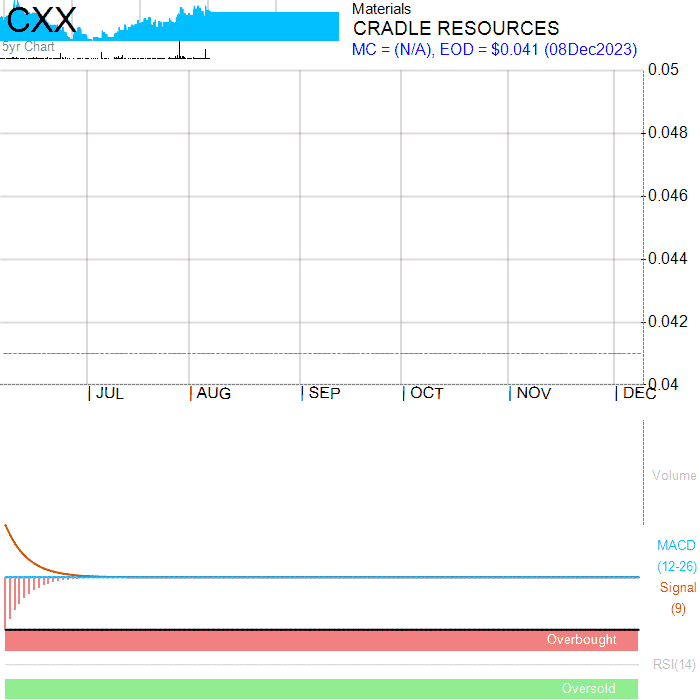 CXX
5yr Chart
Materials
CRADLE RESOURCES
MC = (N/A), EOD = $0.041 (08Dec2023)
0.05
0.048
0.046
0.044
0.042
0.04
JUL AUG SEP OCT NOV DEC
Volume
MACD
(12-26)
Signal
(9)
Overbought
RSI(14)
Oversold